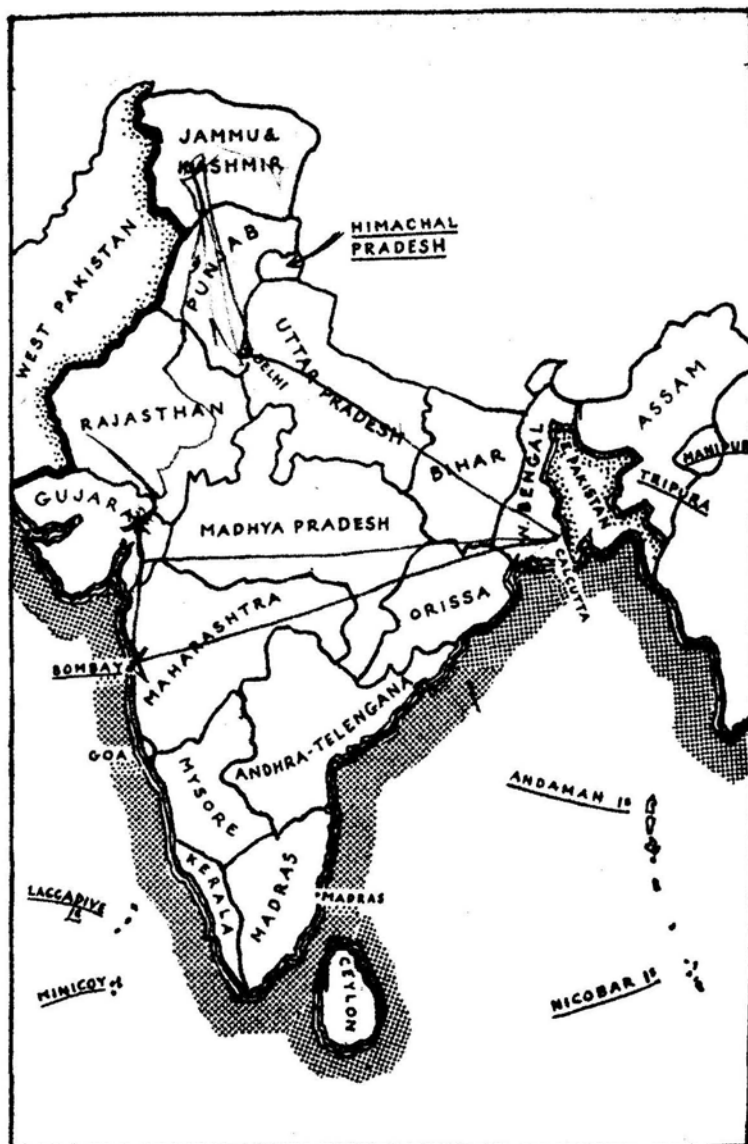 JAMMU &
KASHMIR
HIMACHAL
PRADESH
PUNJAB
WEST PAKISTAN
DELHI
UTTAR PRADESH
RAJASTHAN
ASSAM
MANIPUR
BIHAR
W. BENGAL
E. PAKISTAN
TRIPURA
GUJARAT
MADHYA PRADESH
CALCUTTA
ORISSA
MAHARASHTRA
BOMBAY
ANDHRA-TELENGANA
GOA
MYSORE
ANDAMAN IS
KERALA
MADRAS
MADRAS
LACCADIVE
IS
CEYLON
MINICOY
NICOBAR IS